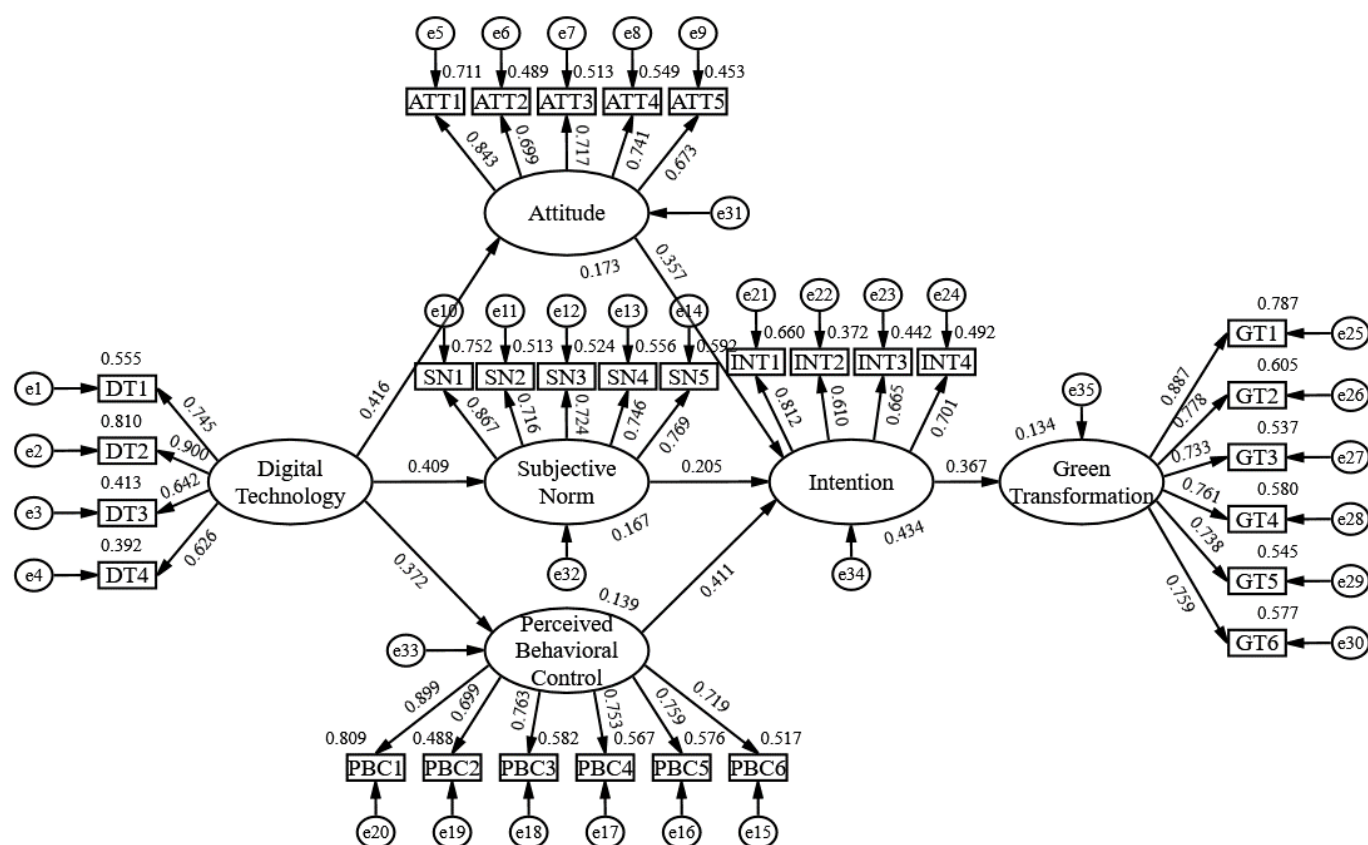 e5 e6 e7 e8 e9
0.711 0.489 0.513 0.549 0.453
ATT1 ATT2 ATT3 ATT4 ATT5
0.843 0.699 0.717 0.741 0.673
Attitude
e31
0.173
0.357
e10 e11 e12 e13 e14
0.752 0.513 0.524 0.556 0.592
SN1 SN2 SN3 SN4 SN5
0.867 0.716 0.724 0.746 0.769
e21 e22 e23 e24
0.660 0.372 0.442 0.492
INT1 INT2 INT3 INT4
0.812 0.610 0.665 0.701
0.555
e1 DT1
0.745
0.810
e2 DT2
0.900
0.413
e3 DT3
0.642
0.392
e4 DT4
0.626
Digital
Technology
0.416
0.409
0.372
Subjective
Norm
0.167
e32
0.205
Intention
0.434
e34
0.367
e35
0.134
Green
Transformation
0.787
0.887
GT1 e25
0.605
0.778
GT2 e26
0.537
0.733
GT3 e27
0.580
0.761
GT4 e28
0.545
0.738
GT5 e29
0.577
0.759
GT6 e30
0.411
0.139
e33
Perceived
Behavioral
Control
0.899 0.699 0.763 0.753 0.759 0.719
0.809 0.488 0.582 0.567 0.576 0.517
PBC1 PBC2 PBC3 PBC4 PBC5 PBC6
e20 e19 e18 e17 e16 e15